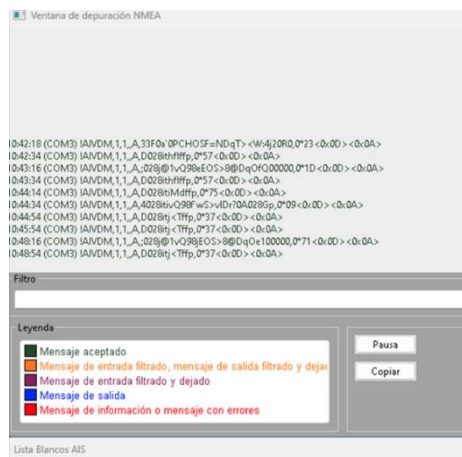 Ventana de depuración NMEA
0:42:18 (COM3) !AIVDM,1,1,,A,33F0a`0PCHOSF=NDqT><W:4j20R0,0*23<0x0D><0x0A>
0:42:34 (COM3) !AIVDM,1,1,,A,D028ithfIffp,0*57<0x0D><0x0A>
0:43:16 (COM3) !AIVDM,1,1,,A,;028j@1vQ98eEOS>8@DqOfQ00000,0*1D<0x0D><0x0A>
0:43:34 (COM3) !AIVDM,1,1,,A,D028ithfIffp,0*57<0x0D><0x0A>
0:44:14 (COM3) !AIVDM,1,1,,A,D028itiMdffp,0*75<0x0D><0x0A>
0:44:34 (COM3) !AIVDM,1,1,,A,4028itivQ98FwS>vIDr?0A028Gp,0*09<0x0D><0x0A>
0:44:54 (COM3) !AIVDM,1,1,,A,D028itj<Tffp,0*37<0x0D><0x0A>
0:45:54 (COM3) !AIVDM,1,1,,A,D028itj<Tffp,0*37<0x0D><0x0A>
0:48:16 (COM3) !AIVDM,1,1,,A,;028j@1vQ98jEOS>8@DqOe100000,0*71<0x0D><0x0A>
0:48:54 (COM3) !AIVDM,1,1,,A,D028itj<Tffp,0*37<0x0D><0x0A>
Filtro
Leyenda
Mensaje aceptado
Mensaje de entrada filtrado, mensaje de salida filtrado y dejac
Mensaje de entrada filtrado y dejado
Mensaje de salida
Mensaje de información o mensaje con errores
Pausa
Copiar
Lista Blancos AIS